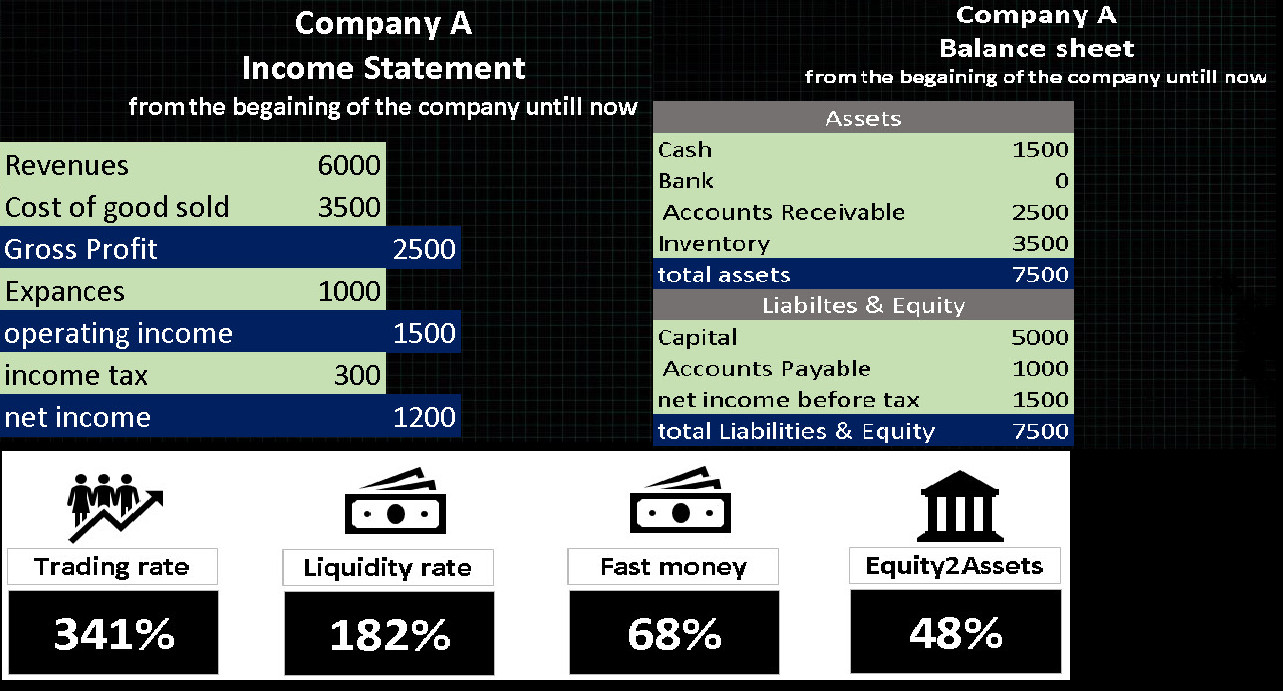 Company A
Income Statement
from the begaining of the company untill now
Revenues 6000
Cost of good sold 3500
Gross Profit 2500
Expances 1000
operating income 1500
income tax 300
net income 1200
Company A
Balance sheet
from the begaining of the company untill now
Assets
Cash 1500
Bank 0
Accounts Receivable 2500
Inventory 3500
total assets 7500
Liabiltes & Equity
Capital 5000
Accounts Payable 1000
net income before tax 1500
total Liabilities & Equity 7500
Trading rate Liquidity rate Fast money Equity2Assets
341% 182% 68% 48%